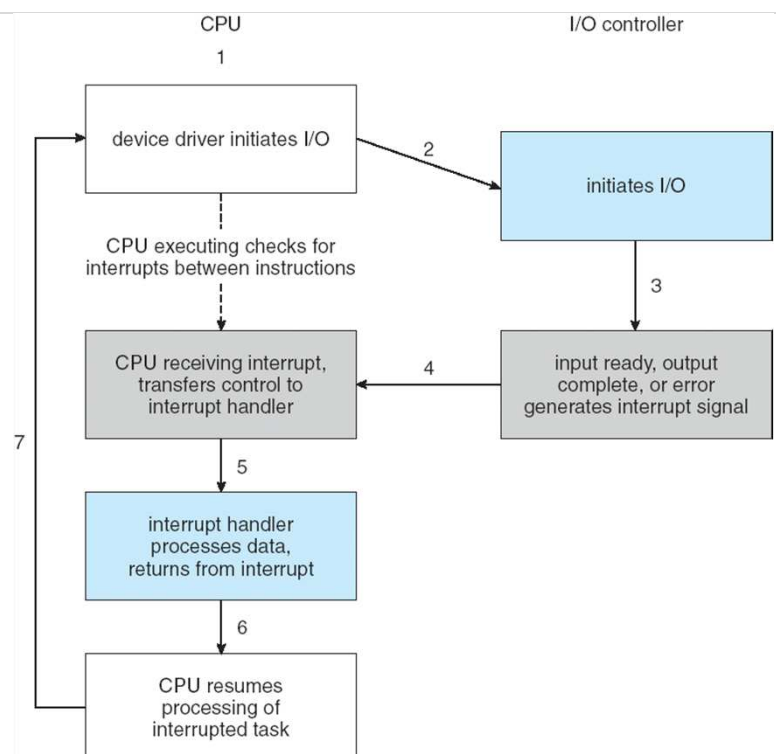 CPU
I/O controller
1
device driver initiates I/O
2
initiates I/O
CPU executing checks for
interrupts between instructions
3
CPU receiving interrupt,
transfers control to
interrupt handler
4
input ready, output
complete, or error
generates interrupt signal
7
5
interrupt handler
processes data,
returns from interrupt
6
CPU resumes
processing of
interrupted task